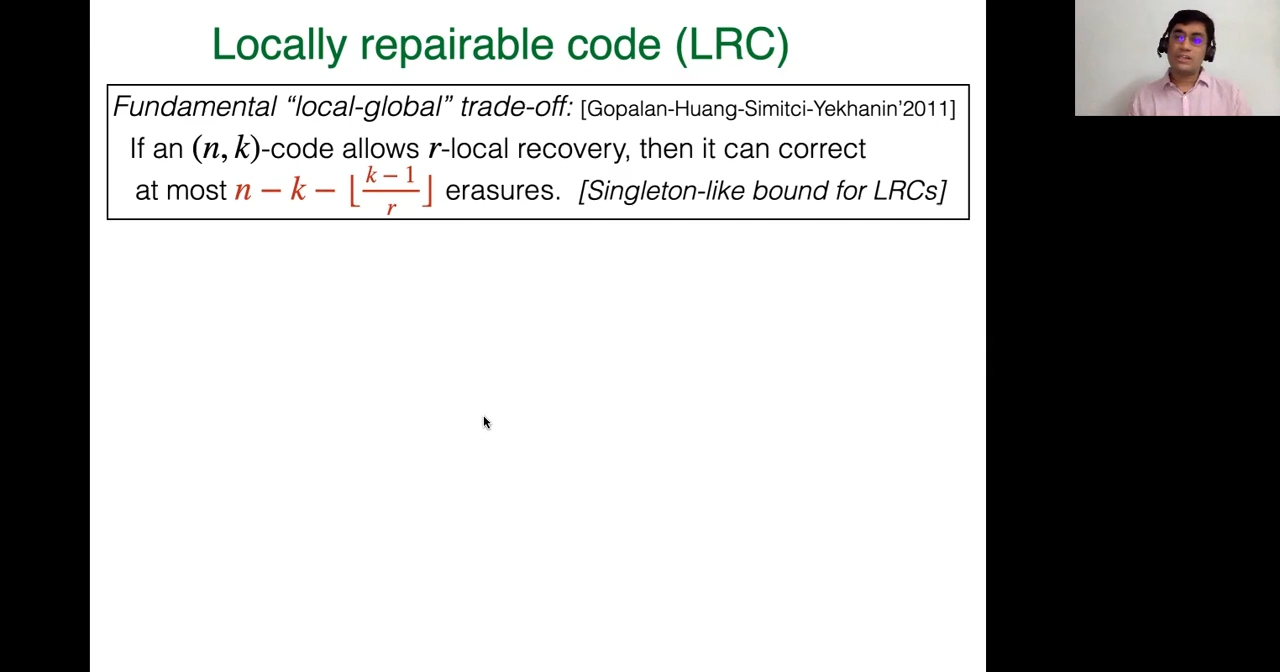 Locally repairable code (LRC)
Fundamental “local-global” trade-off: [Gopalan-Huang-Simitci-Yekhanin’2011]
If an (n, k)-code allows r-local recovery, then it can correct
at most n − k − ⌊(k − 1)/r⌋ erasures. [Singleton-like bound for LRCs]